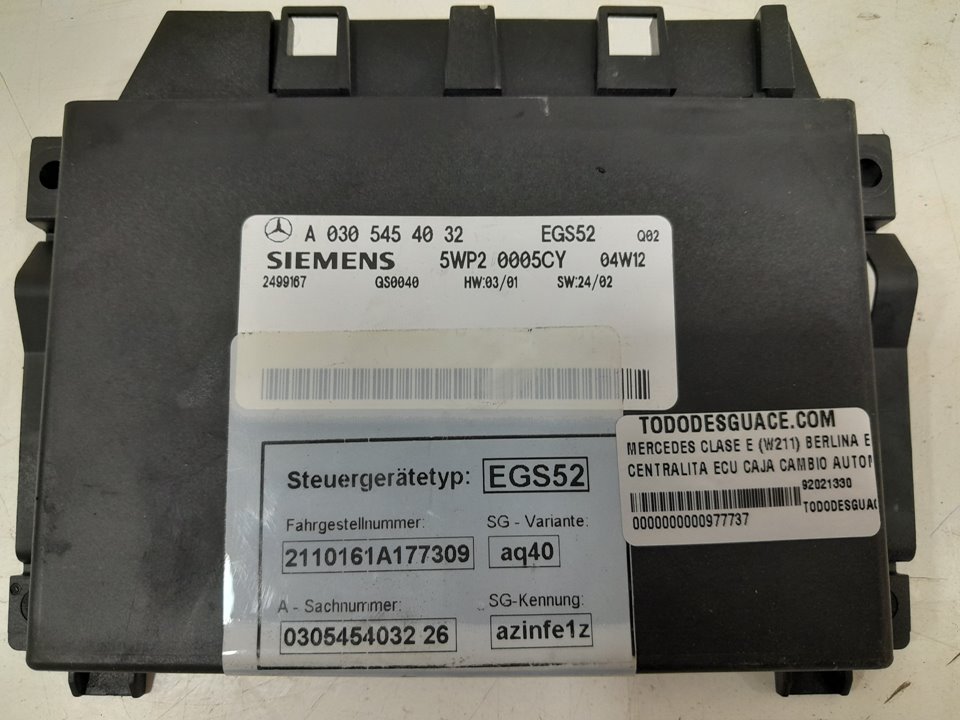 A 030 545 40 32 EGS52 Q02
SIEMENS 5WP2 0005CY 04W12
2499167 GS0040 HW:03/01 SW:24/02
Steuergerätetyp: EGS52
Fahrgestellnummer: SG - Variante:
2110161A177309 aq40
A - Sachnummer: SG-Kennung:
0305454032 26 azinfe1z
TODODESGUACE.COM
MERCEDES CLASE E (W211) BERLINA E
CENTRALITA ECU CAJA CAMBIO AUTOM
92021330
TODODESGUAC
0000000000977737